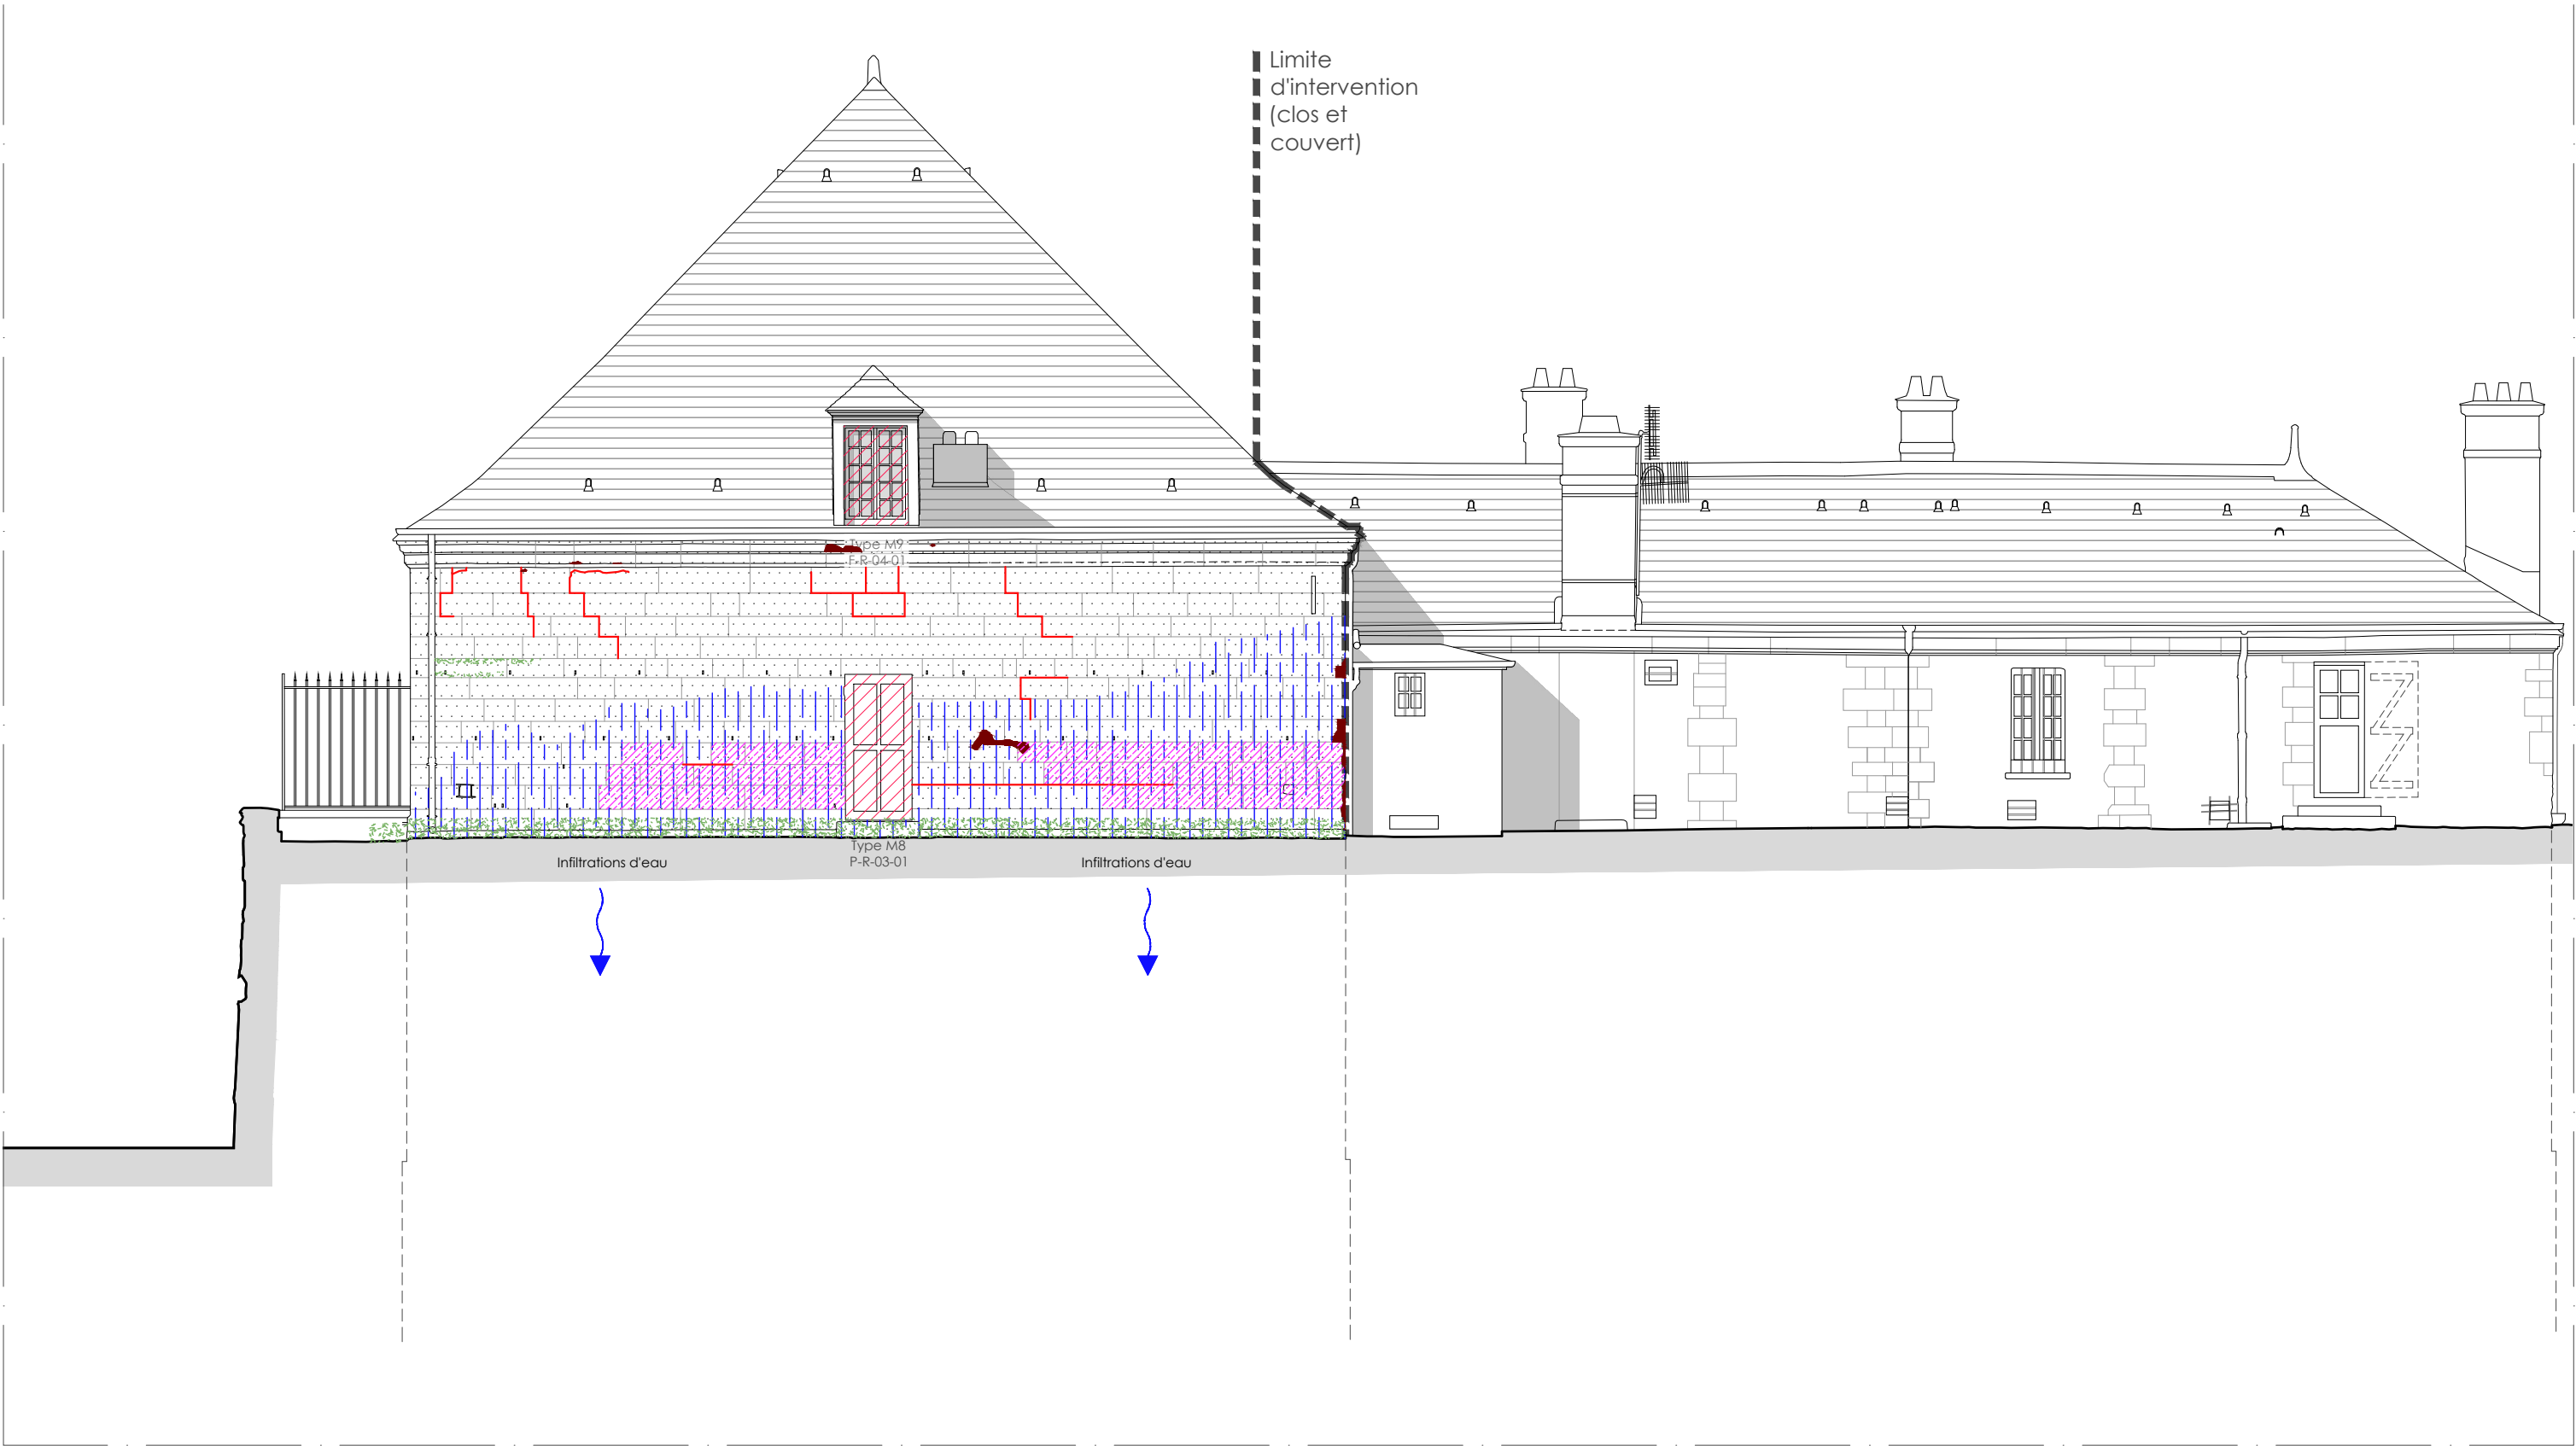 Limite
d'intervention
(clos et
couvert)
Type M9
F-R-04-01
Type M8
P-R-03-01
Infiltrations d'eau
Infiltrations d'eau